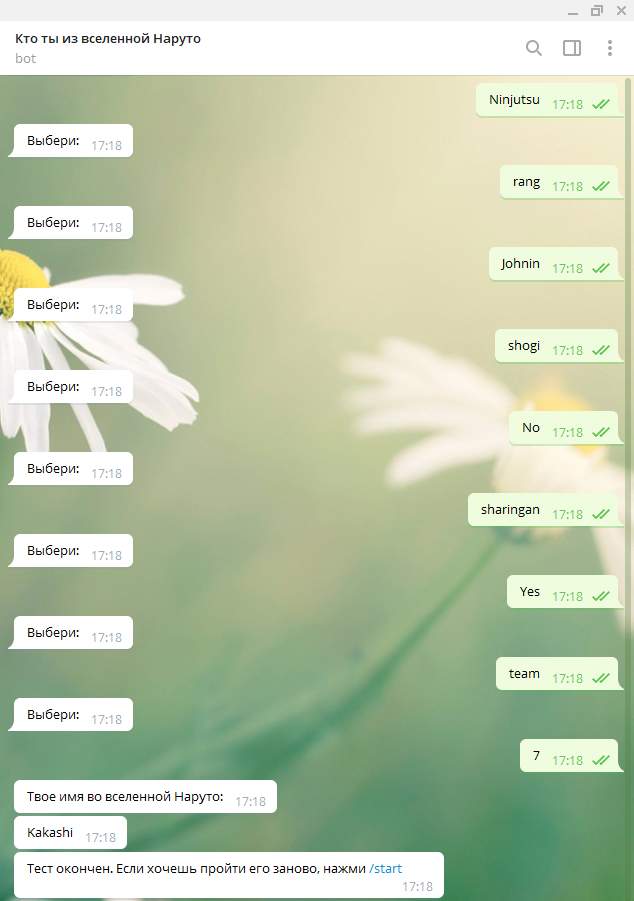 Кто ты из вселенной Наруто
bot
Ninjutsu 17:18
Выбери: 17:18
rang 17:18
Выбери: 17:18
Johnin 17:18
Выбери: 17:18
shogi 17:18
Выбери: 17:18
No 17:18
Выбери: 17:18
sharingan 17:18
Выбери: 17:18
Yes 17:18
Выбери: 17:18
team 17:18
Выбери: 17:18
7 17:18
Твое имя во вселенной Наруто: 17:18
Kakashi 17:18
Тест окончен. Если хочешь пройти его заново, нажми /start
17:18